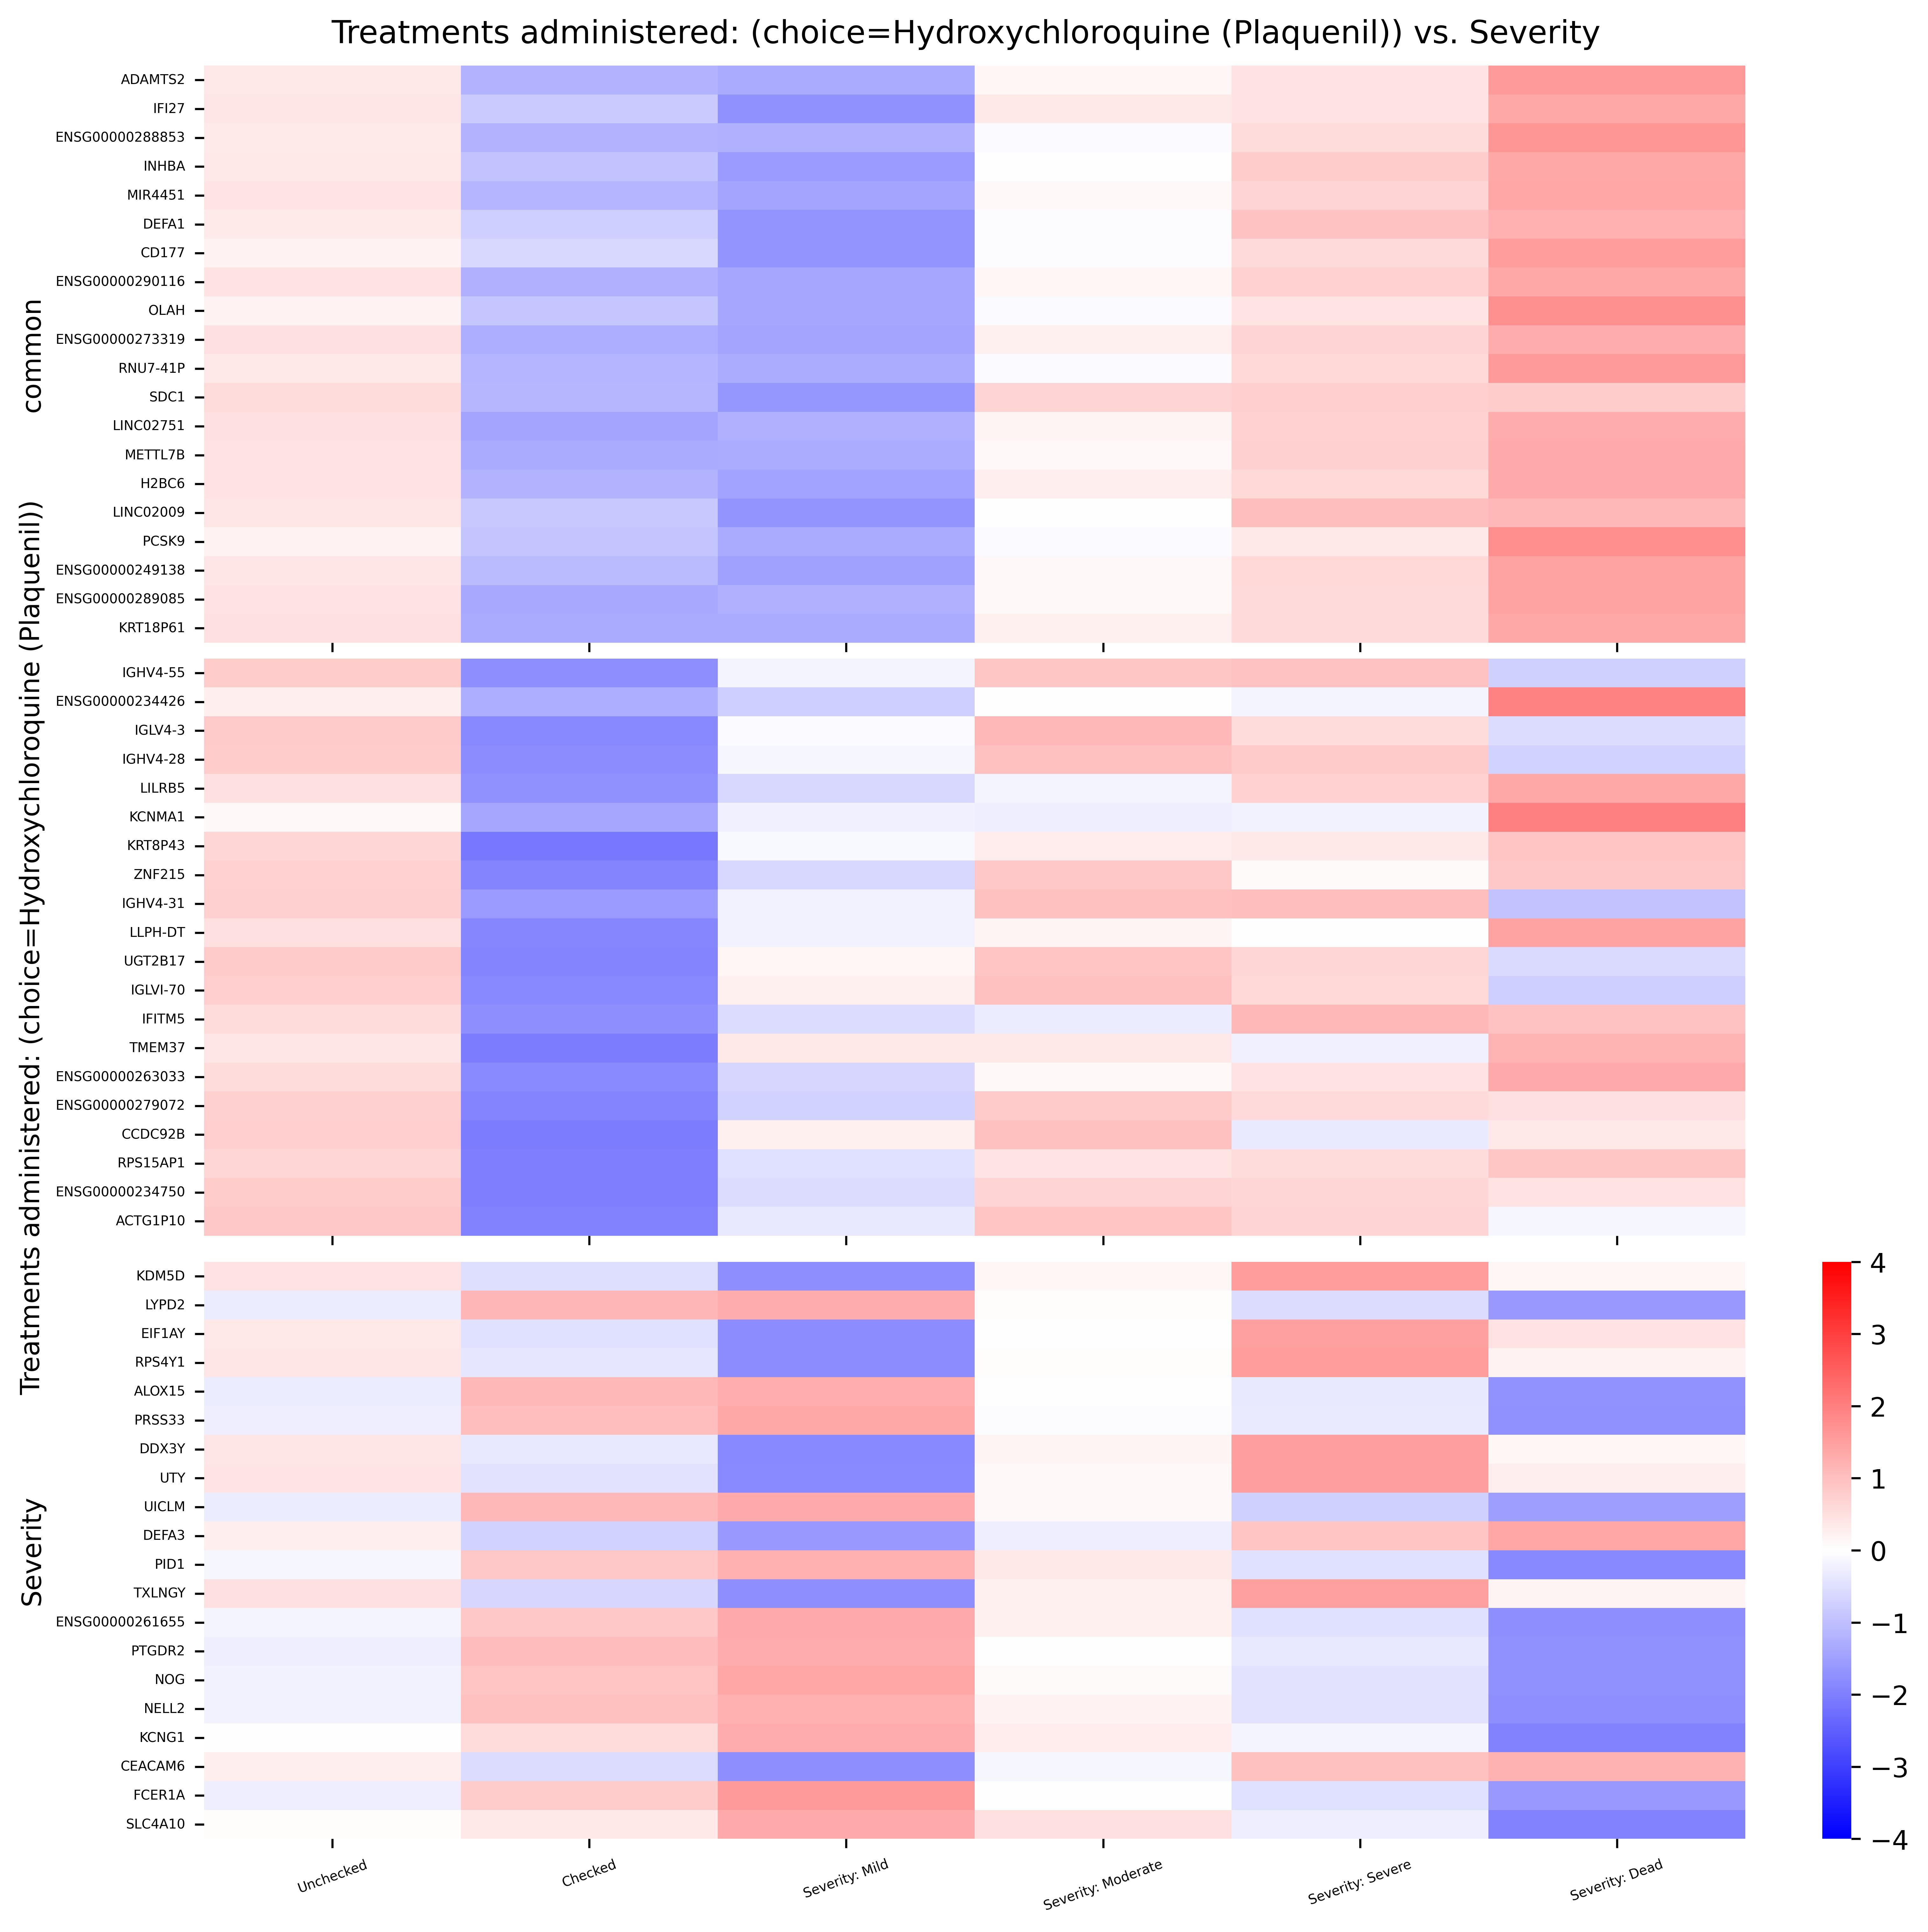 Treatments administered: (choice=Hydroxychloroquine (Plaquenil)) vs. Severity
common
ADAMTS2
IFI27
ENSG00000288853
INHBA
MIR4451
DEFA1
CD177
ENSG00000290116
OLAH
ENSG00000273319
RNU7-41P
SDC1
LINC02751
METTL7B
H2BC6
LINC02009
PCSK9
ENSG00000249138
ENSG00000289085
KRT18P61
Treatments administered: (choice=Hydroxychloroquine (Plaquenil))
IGHV4-55
ENSG00000234426
IGLV4-3
IGHV4-28
LILRB5
KCNMA1
KRT8P43
ZNF215
IGHV4-31
LLPH-DT
UGT2B17
IGLVI-70
IFITM5
TMEM37
ENSG00000263033
ENSG00000279072
CCDC92B
RPS15AP1
ENSG00000234750
ACTG1P10
Severity
KDM5D
LYPD2
EIF1AY
RPS4Y1
ALOX15
PRSS33
DDX3Y
UTY
UICLM
DEFA3
PID1
TXLNGY
ENSG00000261655
PTGDR2
NOG
NELL2
KCNG1
CEACAM6
FCER1A
SLC4A10
Unchecked
Checked
Severity: Mild
Severity: Moderate
Severity: Severe
Severity: Dead
4
3
2
1
0
−1
−2
−3
−4